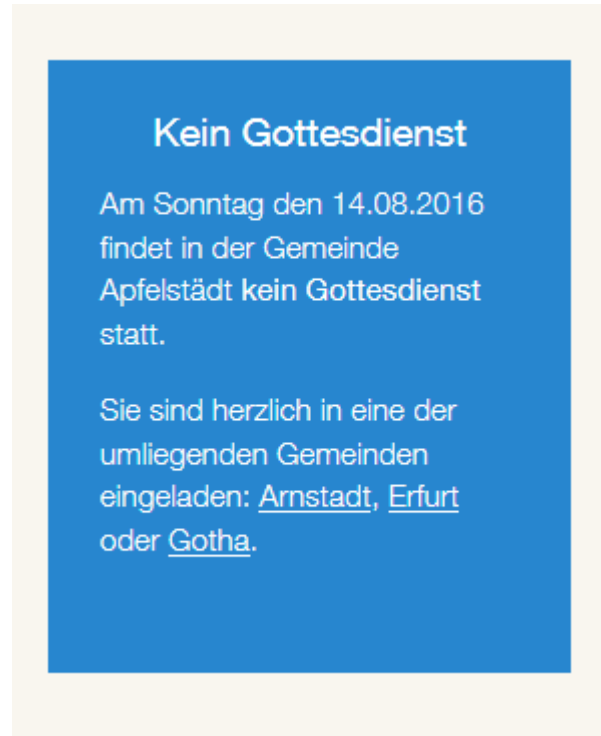 Kein Gottesdienst
Am Sonntag den 14.08.2016
findet in der Gemeinde
Apfelstädt kein Gottesdienst
statt.
Sie sind herzlich in eine der
umliegenden Gemeinden
eingeladen: Arnstadt, Erfurt
oder Gotha.